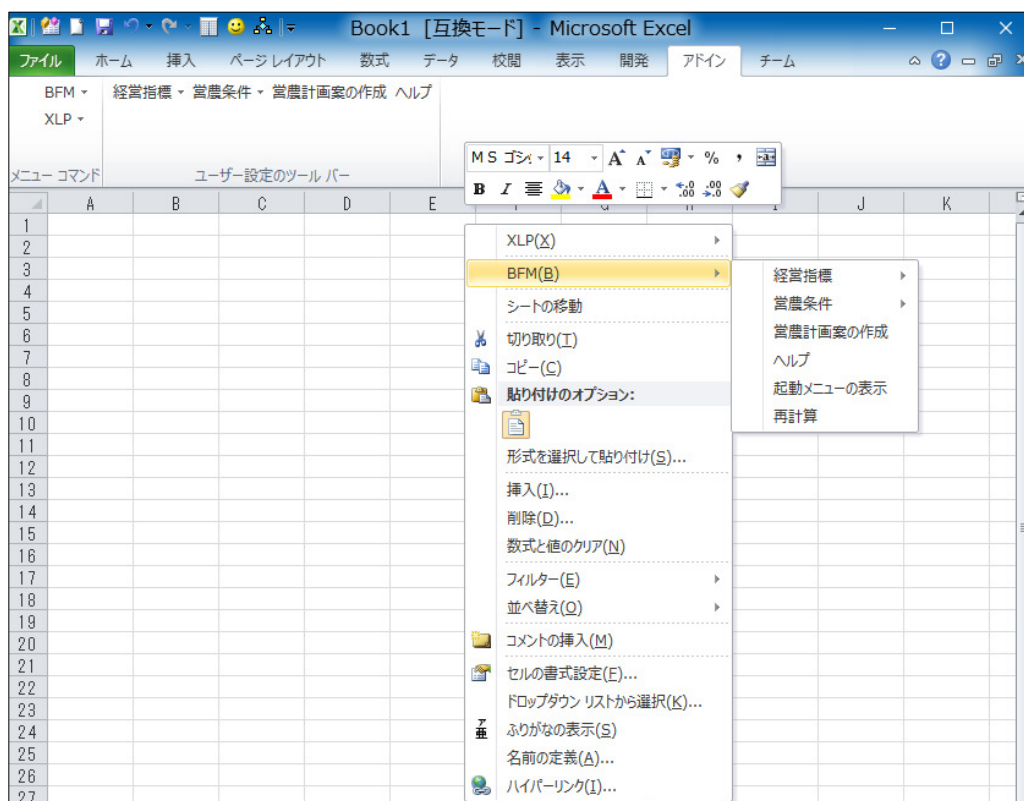 Book1 [互換モード] - Microsoft Excel
ファイル ホーム 挿入 ページ レイアウト 数式 データ 校閲 表示 開発 アドイン チーム
BFM 経営指標 営農条件 営農計画案の作成 ヘルプ
XLP
メニュー コマンド ユーザー設定のツール バー
MS ゴシ 14 A A % ,
B I A .00 .00
A B C D E J K
1
2
3
4
5
6
7
8
9
10
11
12
13
14
15
16
17
18
19
20
21
22
23
24
25
26
27
XLP(X)
BFM(B)
シートの移動
切り取り(T)
コピー(C)
貼り付けのオプション:
形式を選択して貼り付け(S)...
挿入(I)...
削除(D)...
数式と値のクリア(N)
フィルター(E)
並べ替え(O)
コメントの挿入(M)
セルの書式設定(F)...
ドロップダウン リストから選択(K)...
ふりがなの表示(S)
名前の定義(A)...
ハイパーリンク(I)...
経営指標
営農条件
営農計画案の作成
ヘルプ
起動メニューの表示
再計算